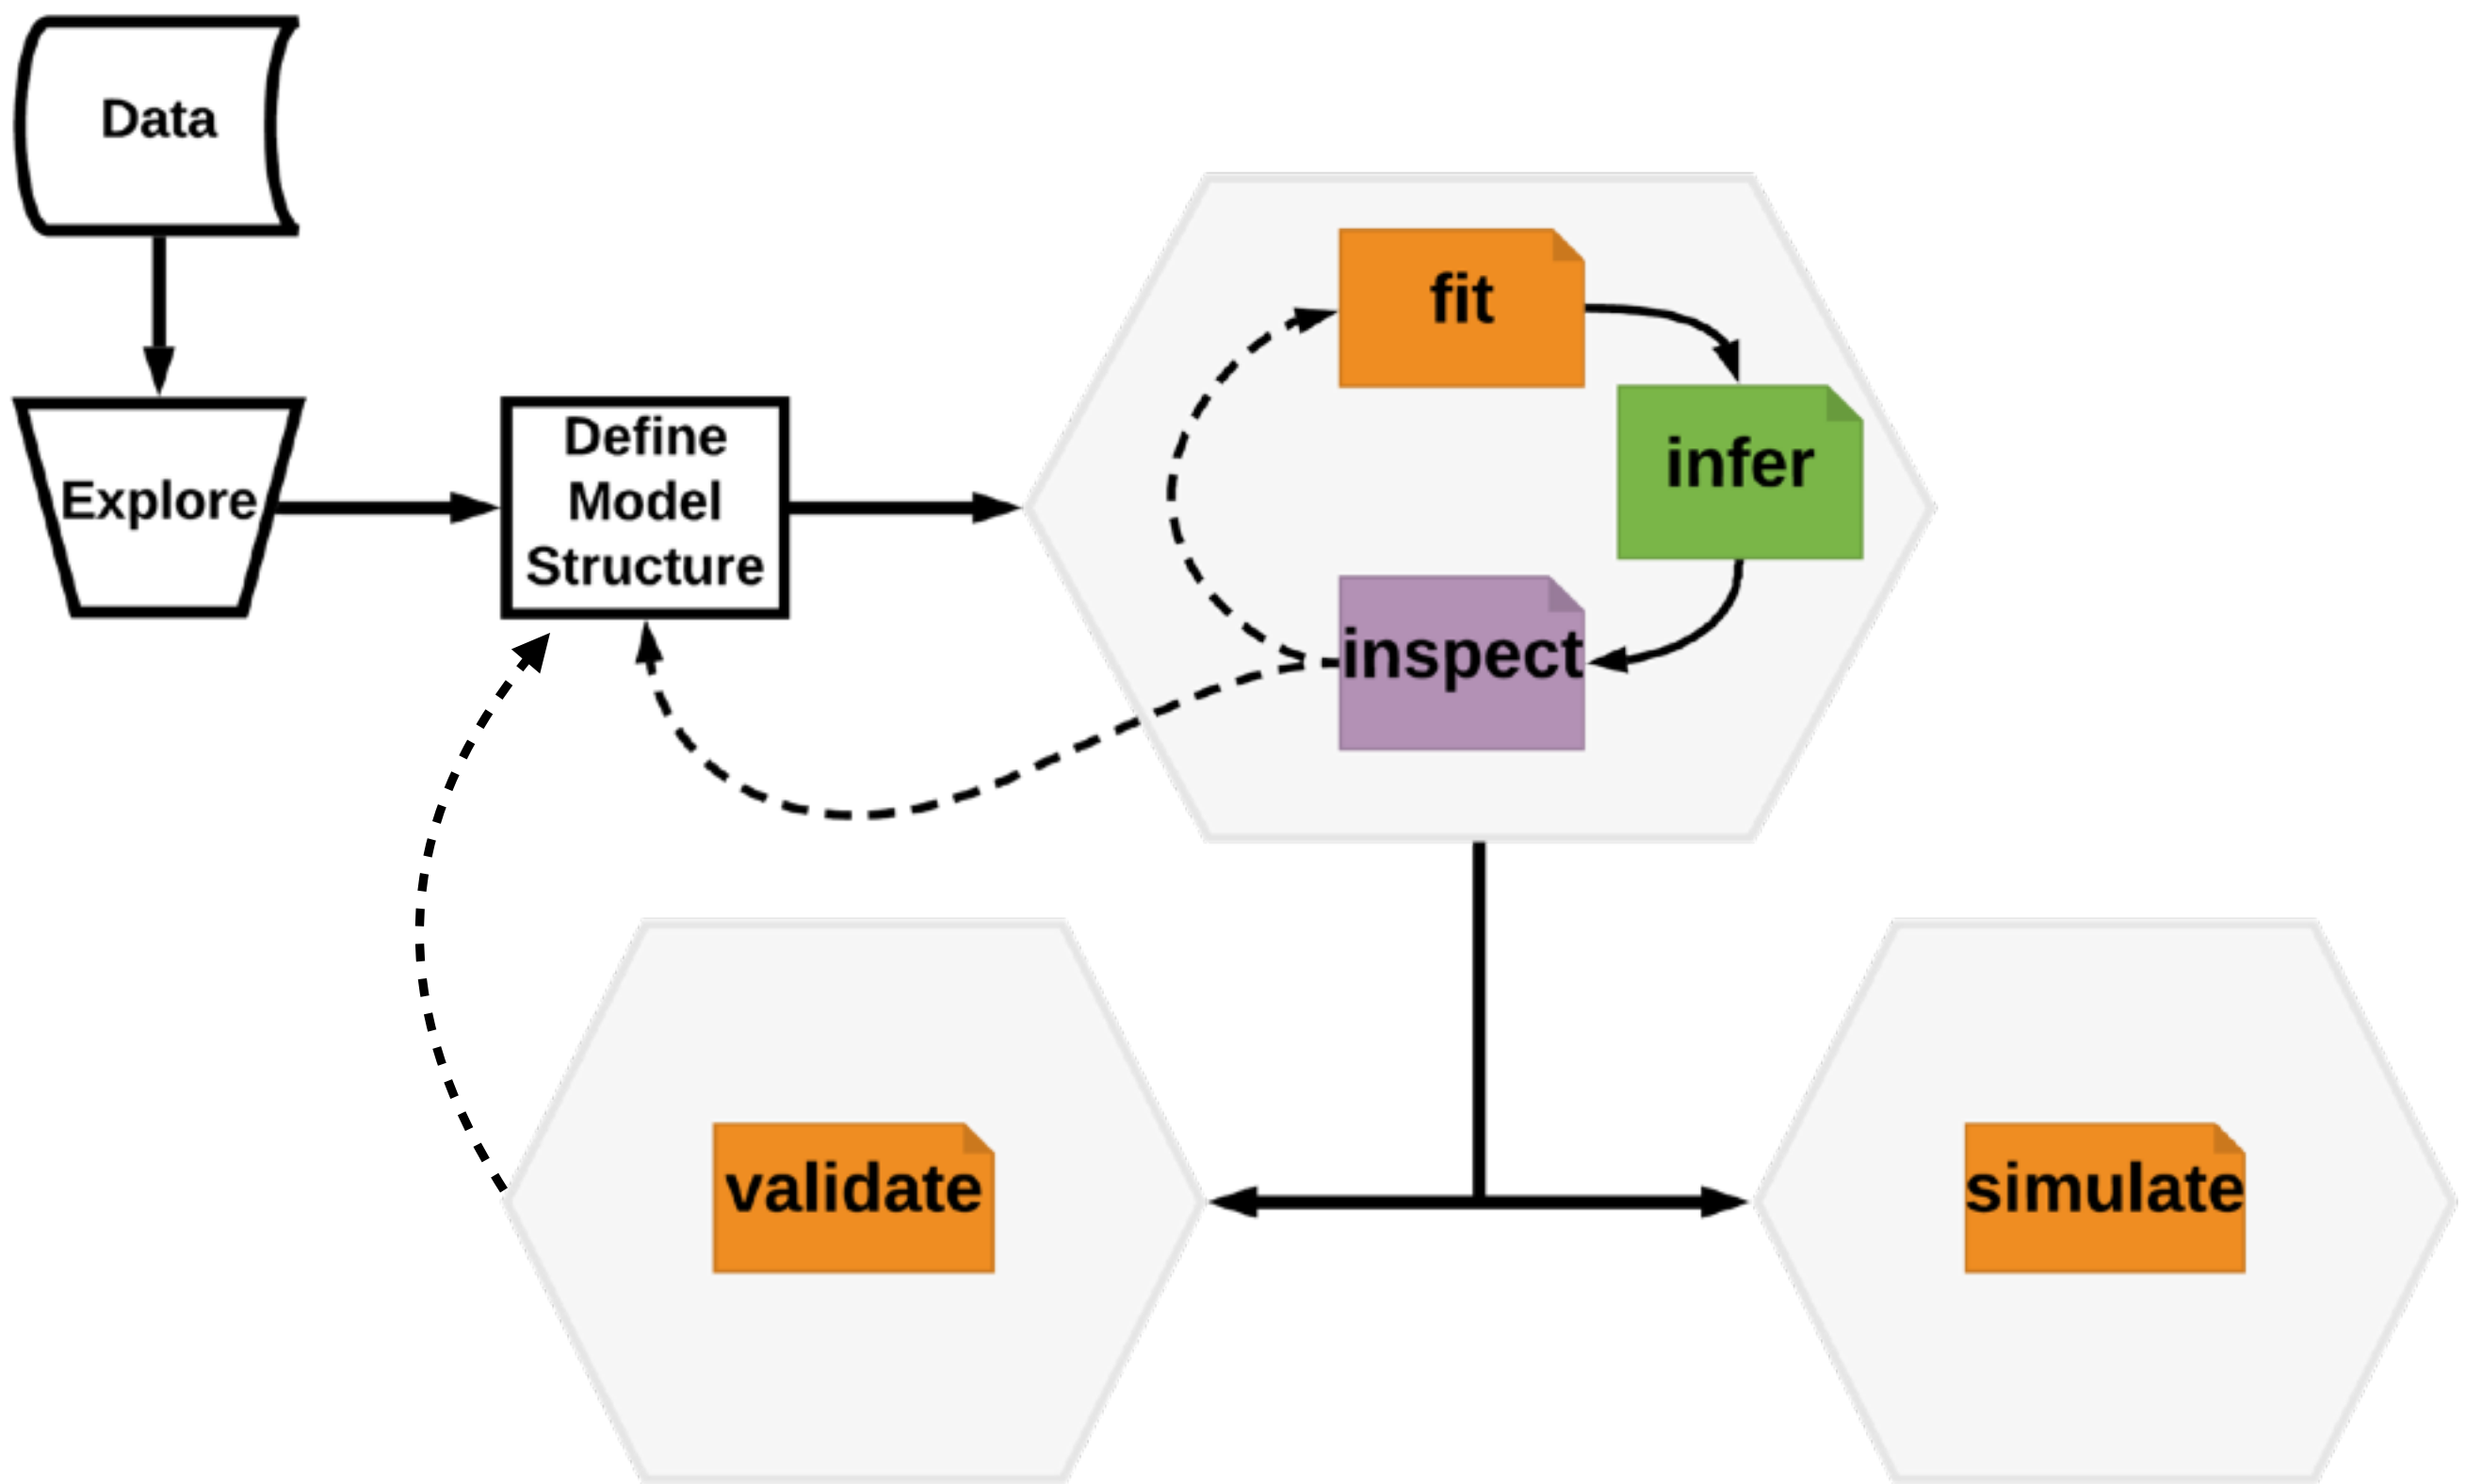 Data
Explore
Define
Model
Structure
fit
infer
inspect
validate
simulate